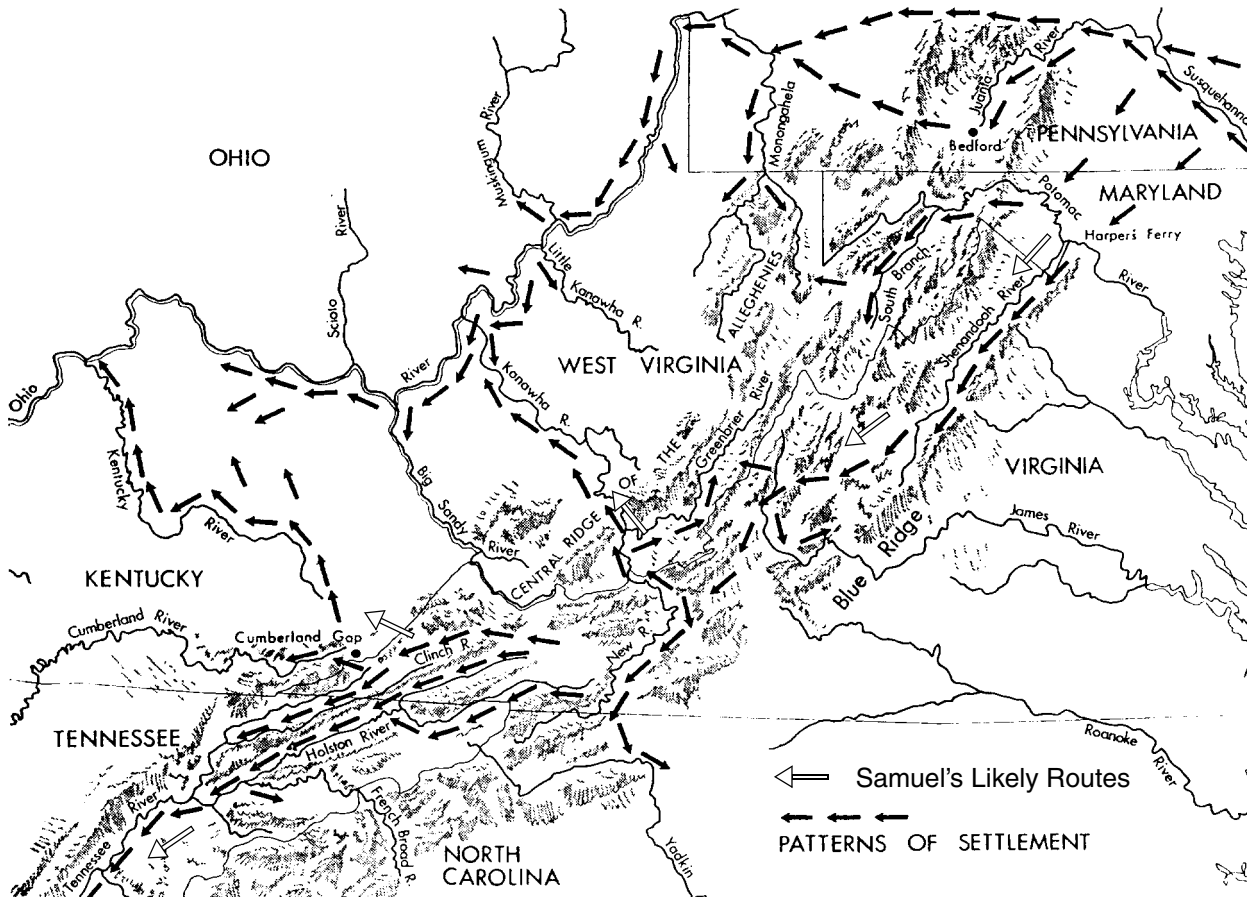 OHIO
Muskingum River
Monongahela
Juanta River
Susquehanna
Bedford
PENNSYLVANIA
MARYLAND
Potomac
Harper's Ferry
River
Scioto River
Little
Kanawha R.
ALLEGHENIES
South Branch
Shenandoah River
WEST VIRGINIA
River
Kanawha R.
Ohio
Kentucky
River
Big Sandy River
Greenbrier River
CENTRAL RIDGE OF THE
VIRGINIA
James
River
Blue Ridge
KENTUCKY
Cumberland River
Cumberland Gap
Clinch R.
New R.
TENNESSEE
Holston River
Roanoke
River
Samuel's Likely Routes
PATTERNS OF SETTLEMENT
Tennessee River
French Broad R.
NORTH
CAROLINA
Yadkin